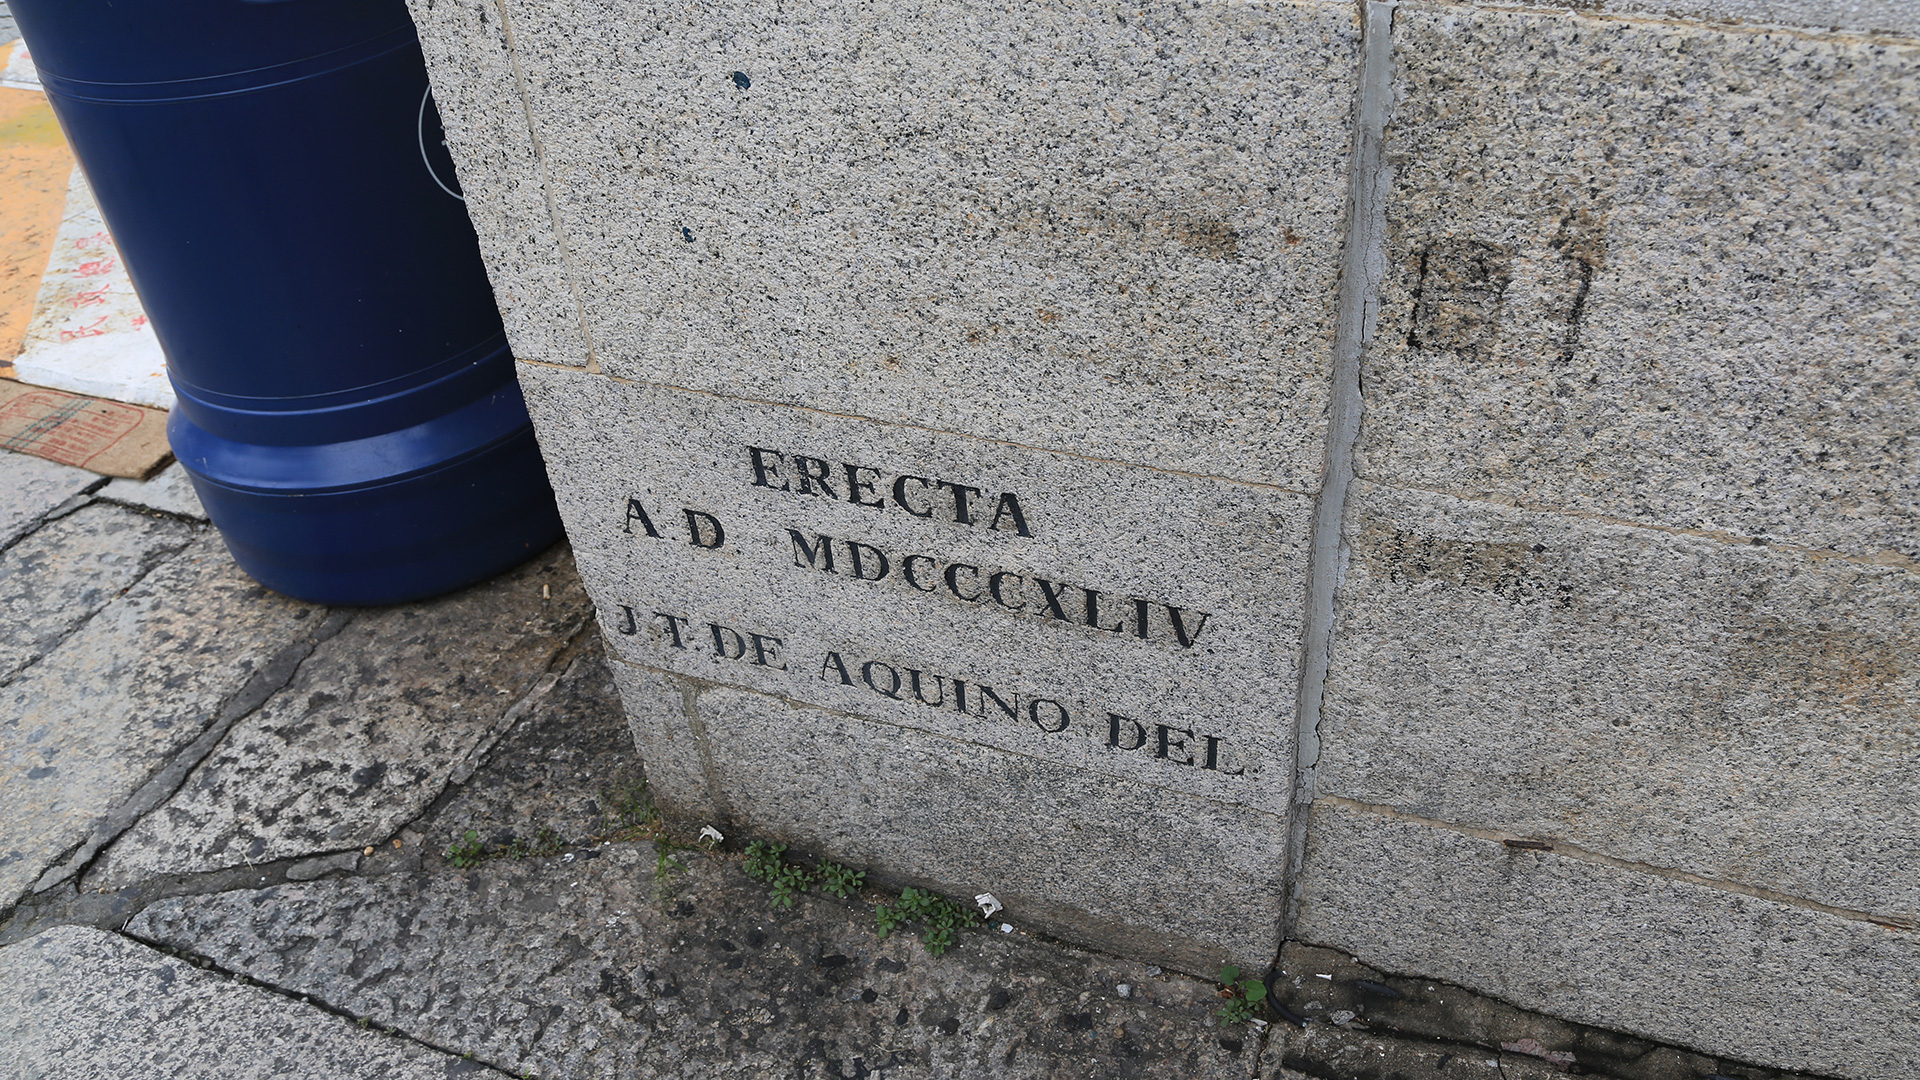 ERECTA
A.D. MDCCCXLIV
J.T. DE AQUINO DEL.